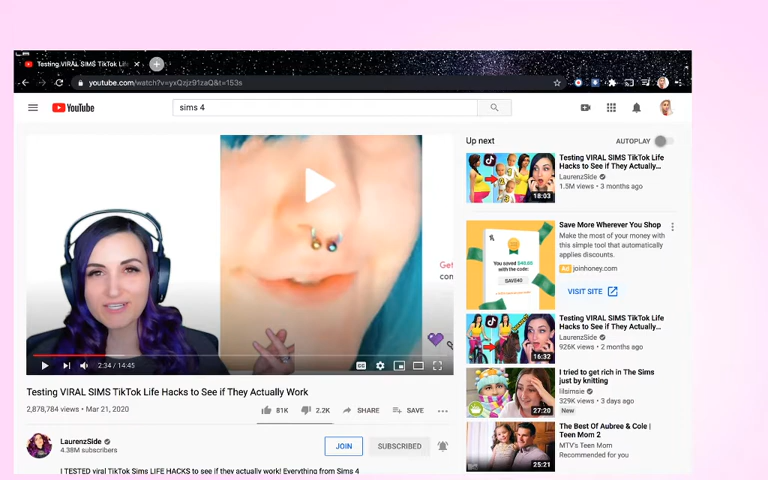 Testing VIRAL SIMS TikTok Life
youtube.com/watch?v=yxQzjz91zaQ&t=153s
YouTube
sims 4
Up next
AUTOPLAY
Testing VIRAL SIMS TikTok Life
Hacks to See if They Actually...
LaurenzSide
1.5M views • 3 months ago
18:03
Save More Wherever You Shop
Make the most of your money with
this simple tool that automatically
applies discounts.
Ad joinhoney.com
VISIT SITE
You saved $40.65
with the code:
SAVE40
Get
con
Testing VIRAL SIMS TikTok Life
Hacks to See if They Actually...
LaurenzSide
926K views • 2 months ago
16:32
2:34 / 14:45
I tried to get rich in The Sims
just by knitting
lilsimsie
329K views • 3 days ago
New
27:20
Testing VIRAL SIMS TikTok Life Hacks to See if They Actually Work
2,878,784 views • Mar 21, 2020
81K
2.2K
SHARE
SAVE
The Best Of Aubree & Cole |
Teen Mom 2
MTV's Teen Mom
Recommended for you
25:21
LaurenzSide
4.38M subscribers
JOIN
SUBSCRIBED
I TESTED viral TikTok Sims LIFE HACKS to see if they actually work! Everything from Sims 4